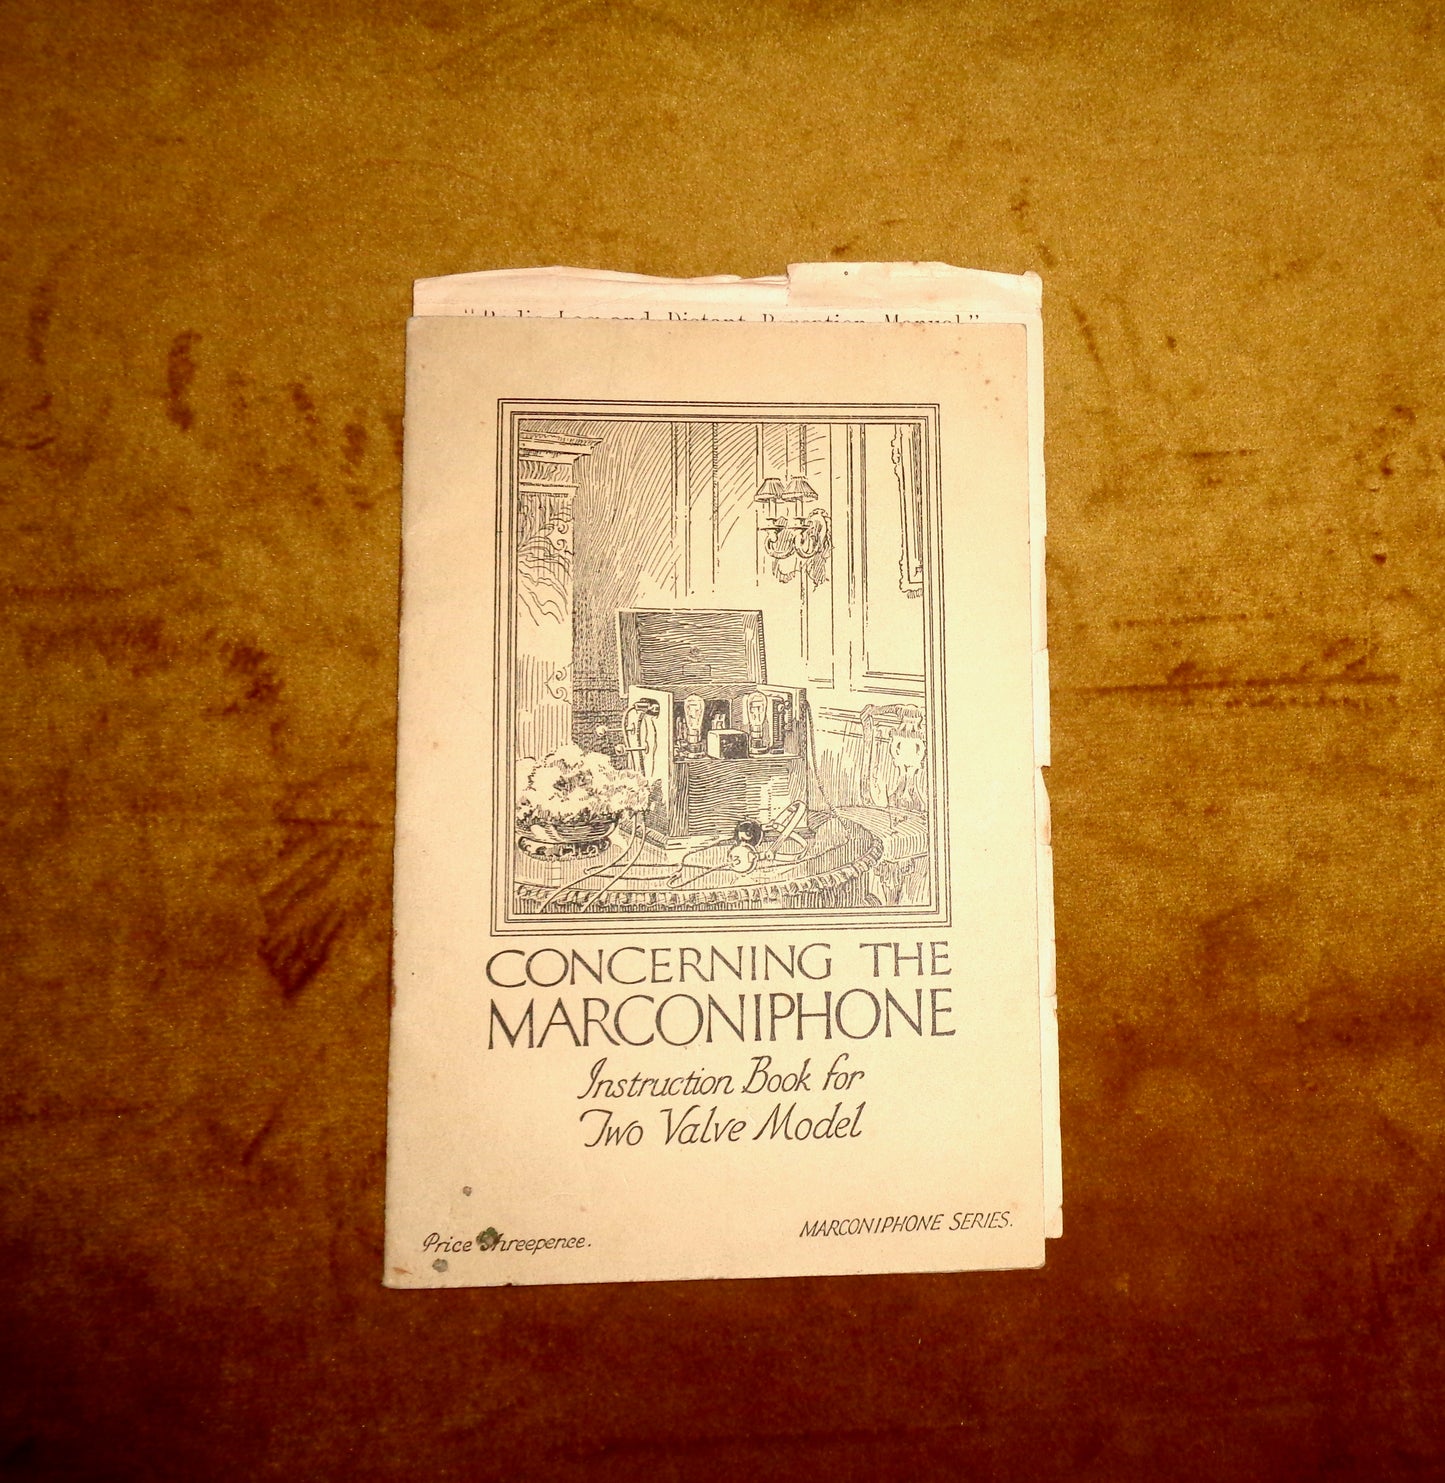 "Radio Log and Distant Reception Manual"
CONCERNING THE
MARCONIPHONE
Instruction Book for
Two Valve Model
Price Threepence.
MARCONIPHONE SERIES.